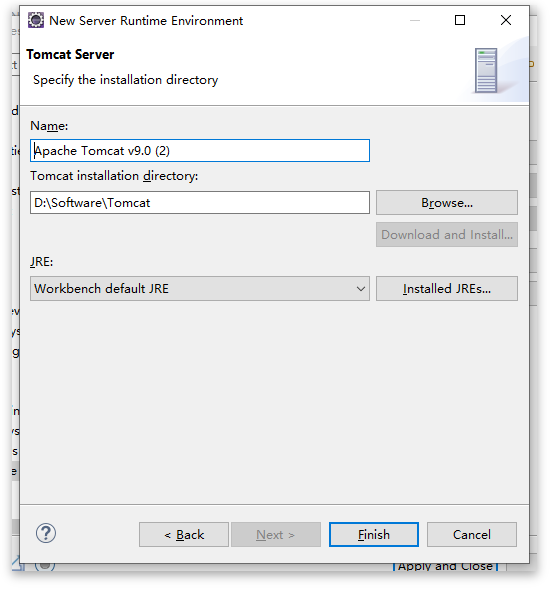 New Server Runtime Environment
Tomcat Server
Specify the installation directory
Name:
Apache Tomcat v9.0 (2)
Tomcat installation directory:
D:\Software\Tomcat
Browse...
Download and Install...
JRE:
Workbench default JRE
Installed JREs...
< Back
Next >
Finish
Cancel
Apply and Close